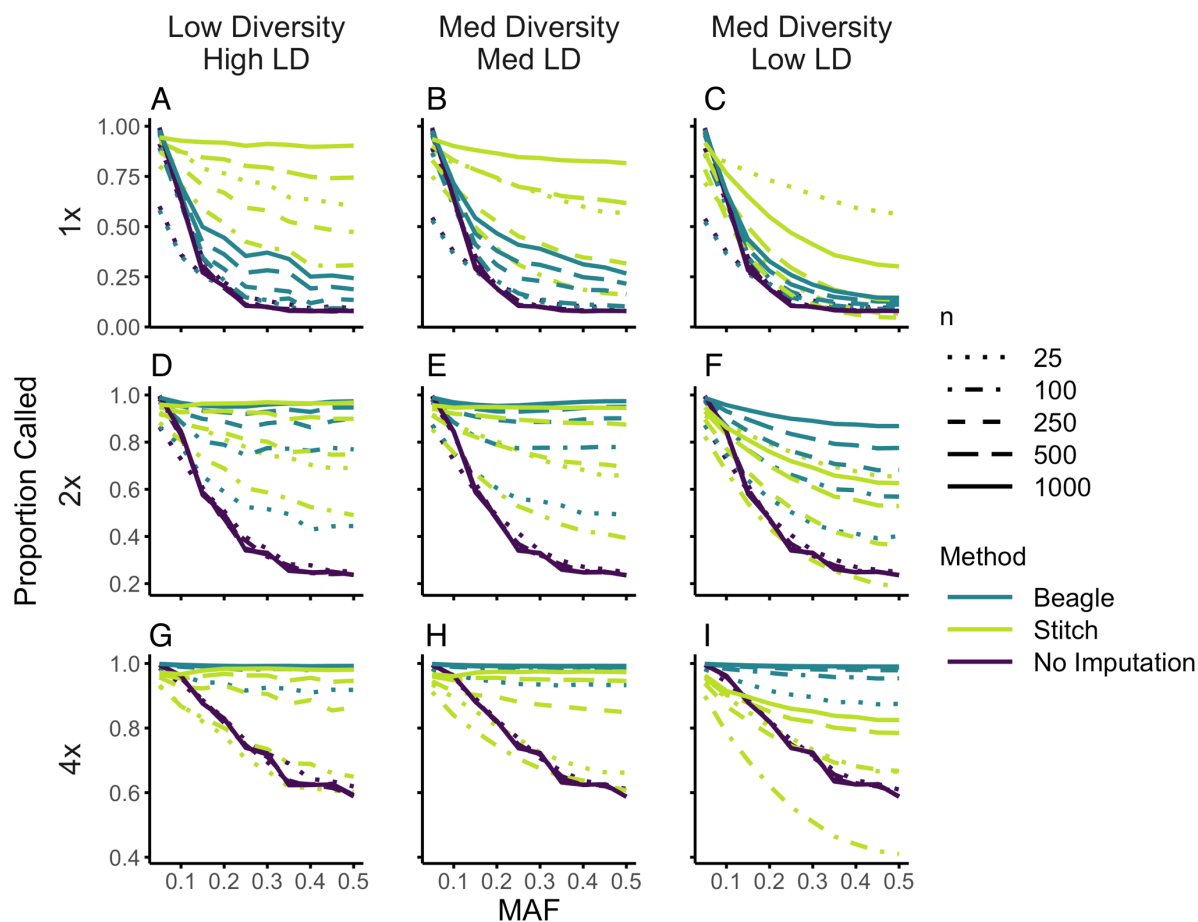 Low Diversity
High LD
Med Diversity
Med LD
Med Diversity
Low LD
A
B
C
1.00
0.75
0.50
0.25
0.00
1x
D
E
F
1.0
0.8
0.6
0.4
0.2
2x
Proportion Called
G
H
I
1.0
0.8
0.6
0.4
4x
0.1 0.2 0.3 0.4 0.5
0.1 0.2 0.3 0.4 0.5
0.1 0.2 0.3 0.4 0.5
MAF
n
25
100
250
500
1000
Method
Beagle
Stitch
No Imputation